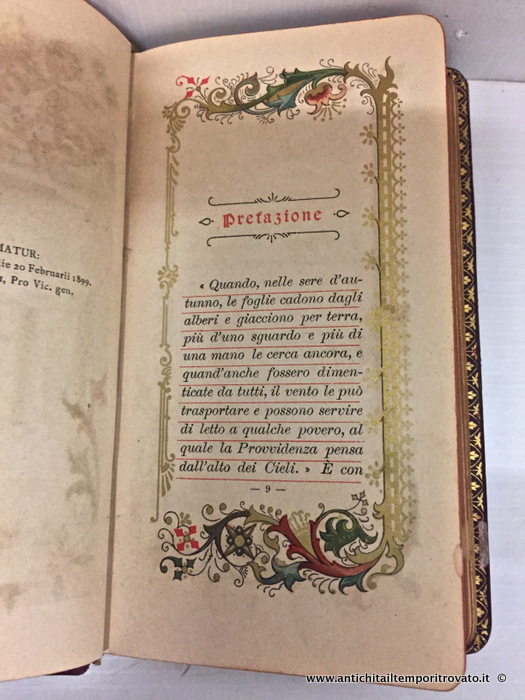 MATUR:
ie 20 Februarii 1899.
, Pro Vic. gen.
Prefazione
« Quando, nelle sere d'au-
tunno, le foglie cadono dagli
alberi e giacciono per terra,
più d'uno sguardo e più di
una mano le cerca ancora, e
quand'anche fossero dimen-
ticate da tutti, il vento le può
trasportare e possono servire
di letto a qualche povero, al
quale la Provvidenza pensa
dall'alto dei Cieli. » E con
— 9 —
www.antichitailtempoitrovato.it ©